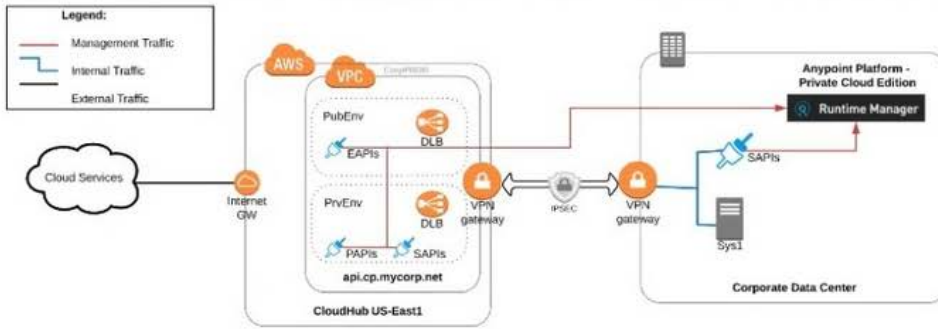 Legend:
Management Traffic
Internal Traffic
External Traffic
AWS
VPC
PubEnv
DLB
EAPIs
Cloud Services
Internet
GW
PrvEnv
DLB
PAPIs
SAPIs
api.cp.mycorp.net
CloudHub US-East1
VPN
gateway
IPSEC
VPN
gateway
Anypoint Platform -
Private Cloud Edition
Runtime Manager
SAPIs
Sys1
Corporate Data Center